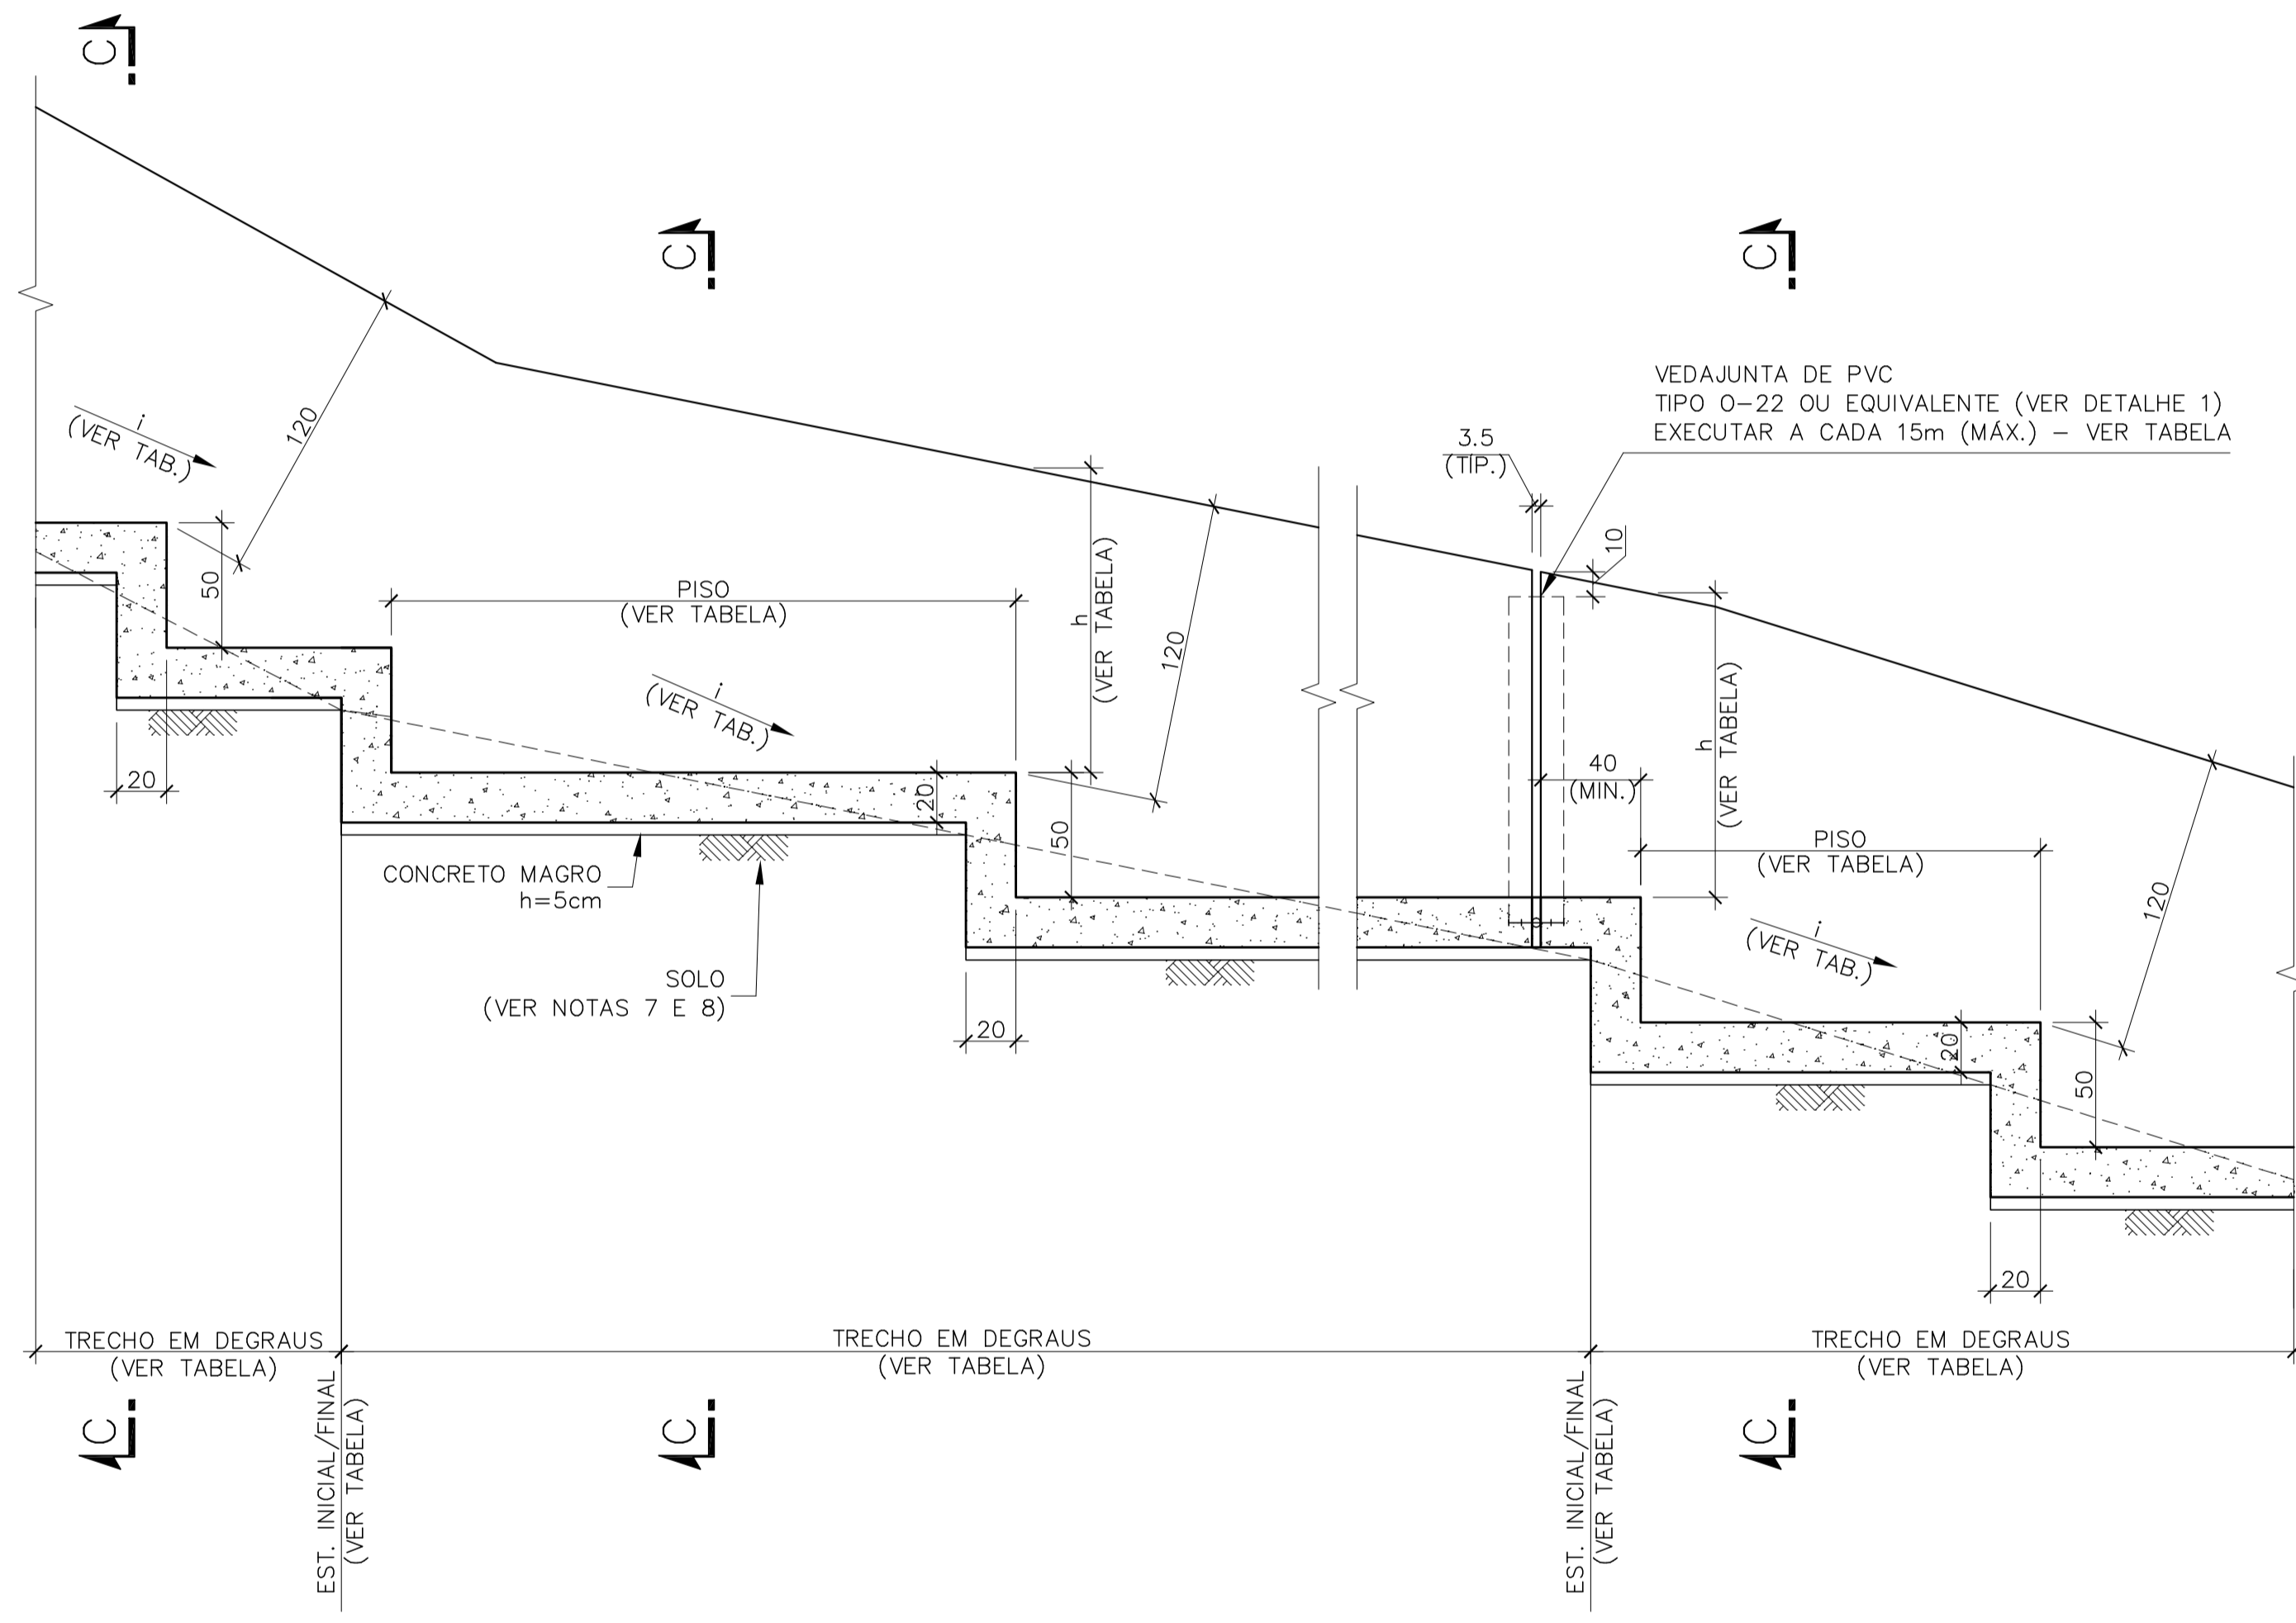 C
C
C
VEDAJUNTA DE PVC
TIPO O-22 OU EQUIVALENTE (VER DETALHE 1)
EXECUTAR A CADA 15m (MÁX.) - VER TABELA
3.5
(TÍP.)
10
i
(VER TAB.)
120
50
20
PISO
(VER TABELA)
i
(VER TAB.)
h
(VER TABELA)
120
20
50
CONCRETO MAGRO
h=5cm
SOLO
(VER NOTAS 7 E 8)
20
40
(MIN.)
h
(VER TABELA)
PISO
(VER TABELA)
i
(VER TAB.)
120
20
50
20
TRECHO EM DEGRAUS
(VER TABELA)
TRECHO EM DEGRAUS
(VER TABELA)
TRECHO EM DEGRAUS
(VER TABELA)
EST. INICIAL/FINAL
(VER TABELA)
EST. INICIAL/FINAL
(VER TABELA)
C
C
C